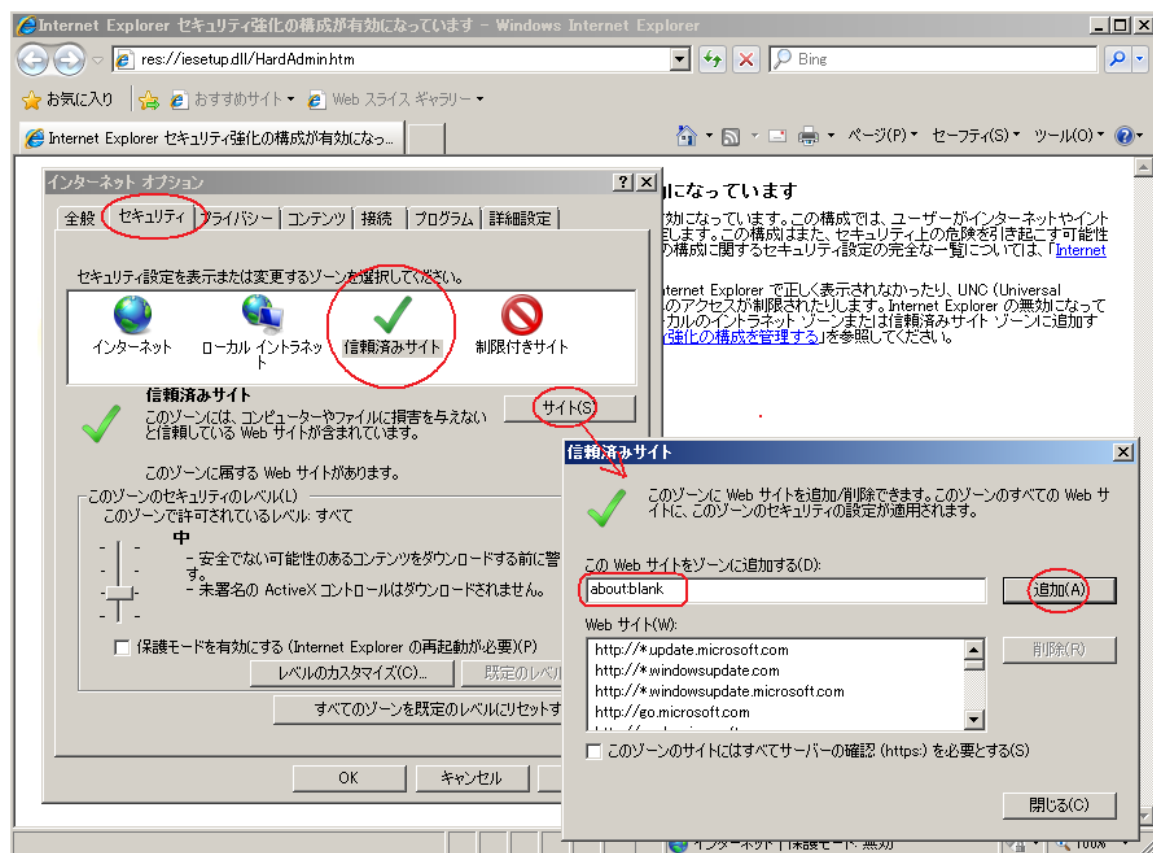 Internet Explorer セキュリティ強化の構成が有効になっています - Windows Internet Explorer
res://iesetup.dll/HardAdmin.htm
Bing
お気に入り
おすすめサイト
Web スライス ギャラリー
Internet Explorer セキュリティ強化の構成が有効になっ...
ページ(P)
セーフティ(S)
ツール(O)
になっています
効になっています。この構成では、ユーザーがインターネットやイント
します。この構成はまた、セキュリティ上の危険を引き起こす可能性
の構成に関するセキュリティ設定の完全な一覧については、「Internet
ternet Explorer で正しく表示されなかったり、UNC (Universal
のアクセスが制限されたりします。Internet Explorer の無効になって
カルのイントラネット ゾーンまたは信頼済みサイト ゾーンに追加す
強化の構成を管理する」を参照してください。
インターネット オプション
全般
セキュリティ
プライバシー
コンテンツ
接続
プログラム
詳細設定
セキュリティ設定を表示または変更するゾーンを選択してください。
インターネット
ローカル イントラネッ
ト
信頼済みサイト
制限付きサイト
信頼済みサイト
このゾーンには、コンピューターやファイルに損害を与えない
と信頼している Web サイトが含まれています。
サイト(S)
このゾーンに属する Web サイトがあります。
このゾーンのセキュリティのレベル(L)
このゾーンで許可されているレベル: すべて
中
- 安全でない可能性のあるコンテンツをダウンロードする前に警
す。
- 未署名の ActiveX コントロールはダウンロードされません。
保護モードを有効にする (Internet Explorer の再起動が必要)(P)
レベルのカスタマイズ(C)...
既定のレベル
すべてのゾーンを既定のレベルにリセットす
OK
キャンセル
信頼済みサイト
このゾーンに Web サイトを追加/削除できます。このゾーンのすべての Web サ
イトに、このゾーンのセキュリティの設定が適用されます。
この Web サイトをゾーンに追加する(D):
about:blank
追加(A)
Web サイト(W):
http://*.update.microsoft.com
http://*.windowsupdate.com
http://*.windowsupdate.microsoft.com
http://go.microsoft.com
削除(R)
このゾーンのサイトにはすべてサーバーの確認 (https:) を必要とする(S)
閉じる(C)
インターネット | 保護モード: 無効
100%